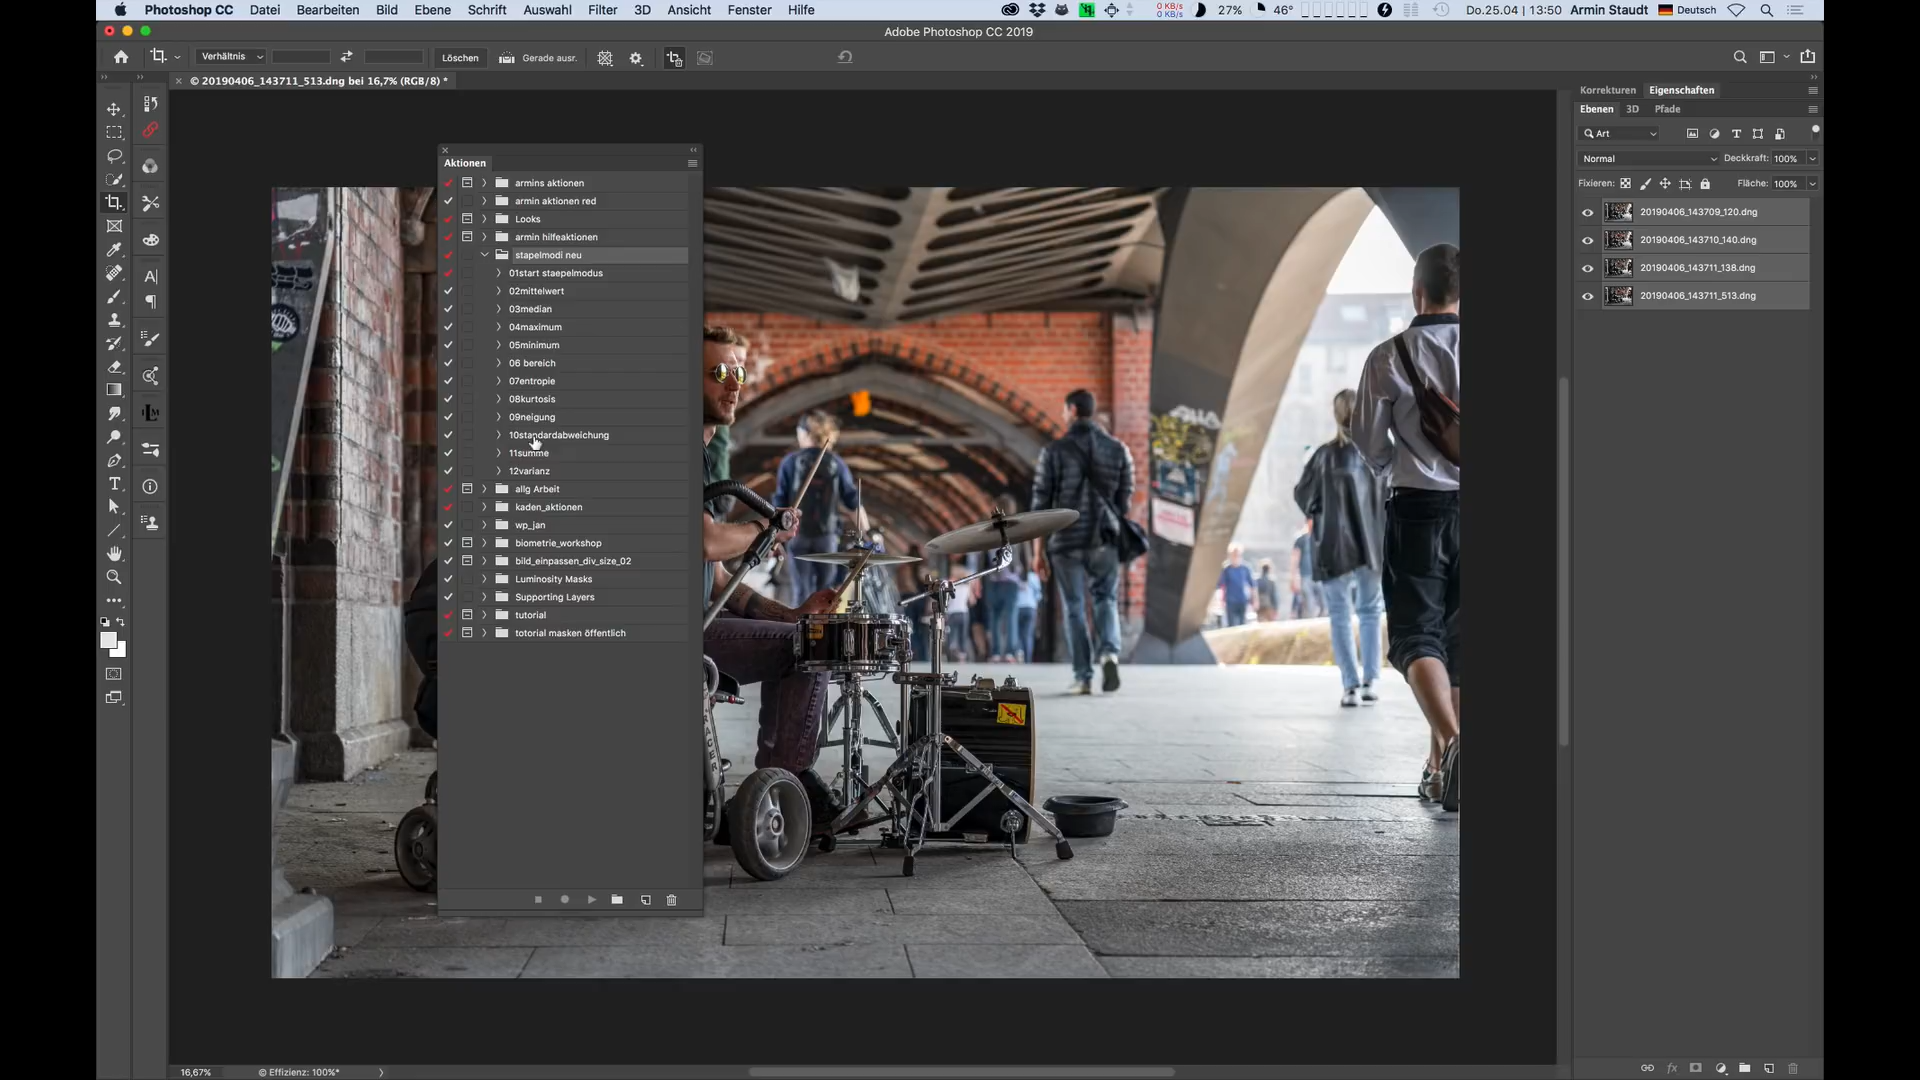 Photoshop CC Datei Bearbeiten Bild Ebene Schrift Auswahl Filter 3D Ansicht Fenster Hilfe 0 KB/s 0 KB/s 27% 46° Do.25.04 | 13:50 Armin Staudt Deutsch
Adobe Photoshop CC 2019
Verhältnis Löschen Gerade ausr.
© 20190406_143711_513.dng bei 16,7% (RGB/8) *
Korrekturen Eigenschaften
Ebenen 3D Pfade
Art
Normal Deckkraft: 100%
Fixieren: Fläche: 100%
20190406_143709_120.dng
20190406_143710_140.dng
20190406_143711_138.dng
20190406_143711_513.dng
Aktionen
armins aktionen
armin aktionen red
Looks
armin hilfeaktionen
stapelmodi neu
01start staepelmodus
02mittelwert
03median
04maximum
05minimum
06 bereich
07entropie
08kurtosis
09neigung
10standardabweichung
11summe
12varianz
allg Arbeit
kaden_aktionen
wp_jan
biometrie_workshop
bild_einpassen_div_size_02
Luminosity Masks
Supporting Layers
tutorial
totorial masken öffentlich
16,67% © Effizienz: 100%*